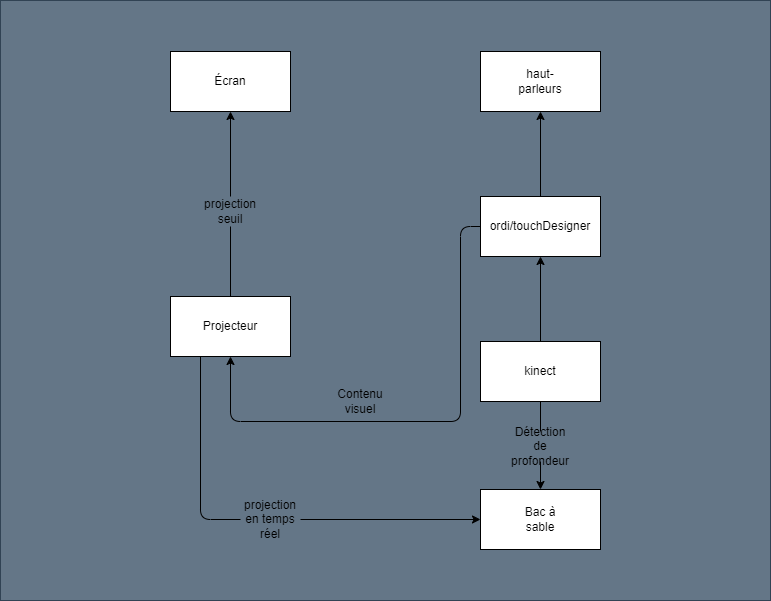 Écran
haut-
parleurs
projection
seuil
ordi/touchDesigner
Projecteur
kinect
Contenu
visuel
Détection
de
profondeur
projection
en temps
réel
Bac à
sable